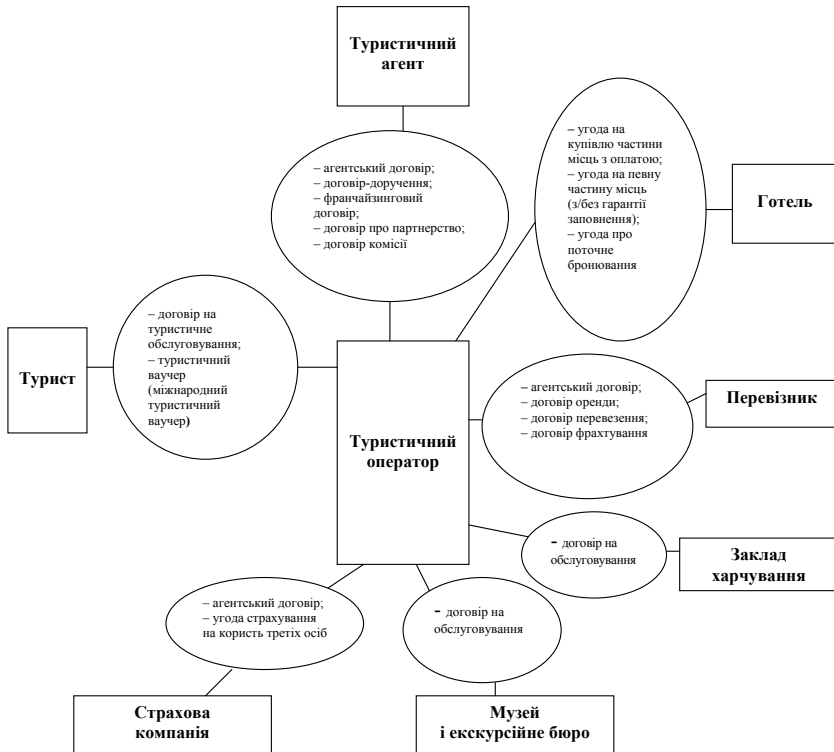 Туристичний
агент
– агентський договір;
– договір-доручення;
– франчайзинговий
договір;
– договір про партнерство;
– договір комісії
– угода на
купівлю частини
місць з оплатою;
– угода на певну
частину місць
(з/без гарантії
заповнення);
– угода про
поточне
бронювання
Готель
Турист
– договір на
туристичне
обслуговування;
– туристичний
ваучер
(міжнародний
туристичний
ваучер)
Туристичний
оператор
– агентський договір;
– договір оренди;
– договір перевезення;
– договір фрахтування
Перевізник
- договір на
обслуговування
Заклад
харчування
– агентський договір;
– угода страхування
на користь третіх осіб
- договір на
обслуговування
Страхова
компанія
Музей
і екскурсійне бюро